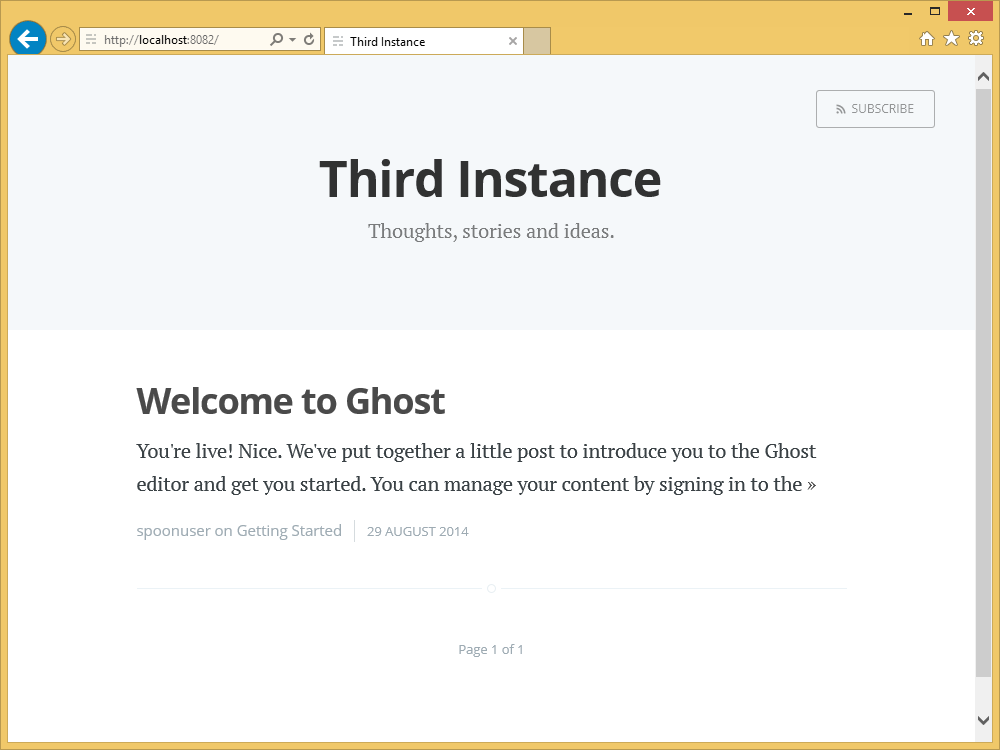 http://localhost:8082/
Third Instance
SUBSCRIBE
Third Instance
Thoughts, stories and ideas.
Welcome to Ghost
You're live! Nice. We've put together a little post to introduce you to the Ghost
editor and get you started. You can manage your content by signing in to the »
spoonuser on Getting Started
29 AUGUST 2014
Page 1 of 1